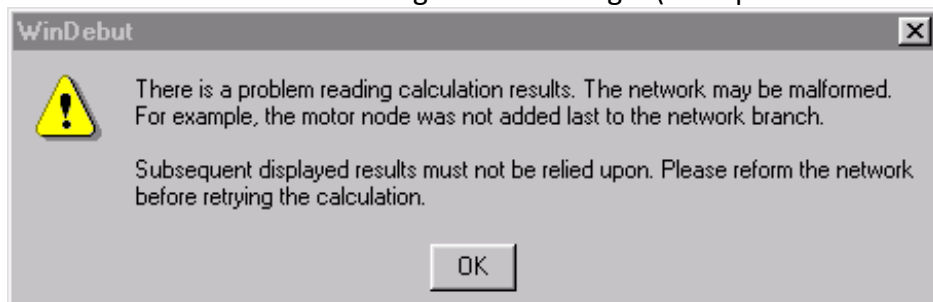 WinDebut
There is a problem reading calculation results. The network may be malformed.
For example, the motor node was not added last to the network branch.
Subsequent displayed results must not be relied upon. Please reform the network
before retrying the calculation.
OK